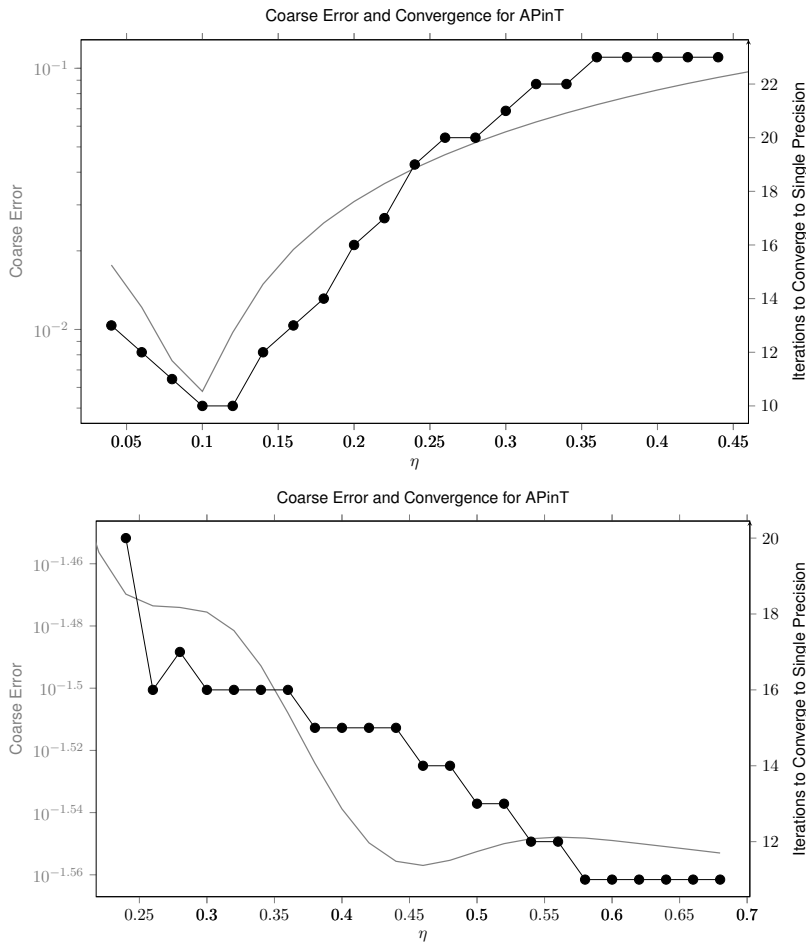 Coarse Error and Convergence for APinT
10^{-1}
10^{-2}
Coarse Error
22
20
18
16
14
12
10
Iterations to Converge to Single Precision
0.05 0.1 0.15 0.2 0.25 0.3 0.35 0.4 0.45
η
Coarse Error and Convergence for APinT
10^{-1.46}
10^{-1.48}
10^{-1.5}
10^{-1.52}
10^{-1.54}
10^{-1.56}
Coarse Error
20
18
16
14
12
Iterations to Converge to Single Precision
0.25 0.3 0.35 0.4 0.45 0.5 0.55 0.6 0.65 0.7
η